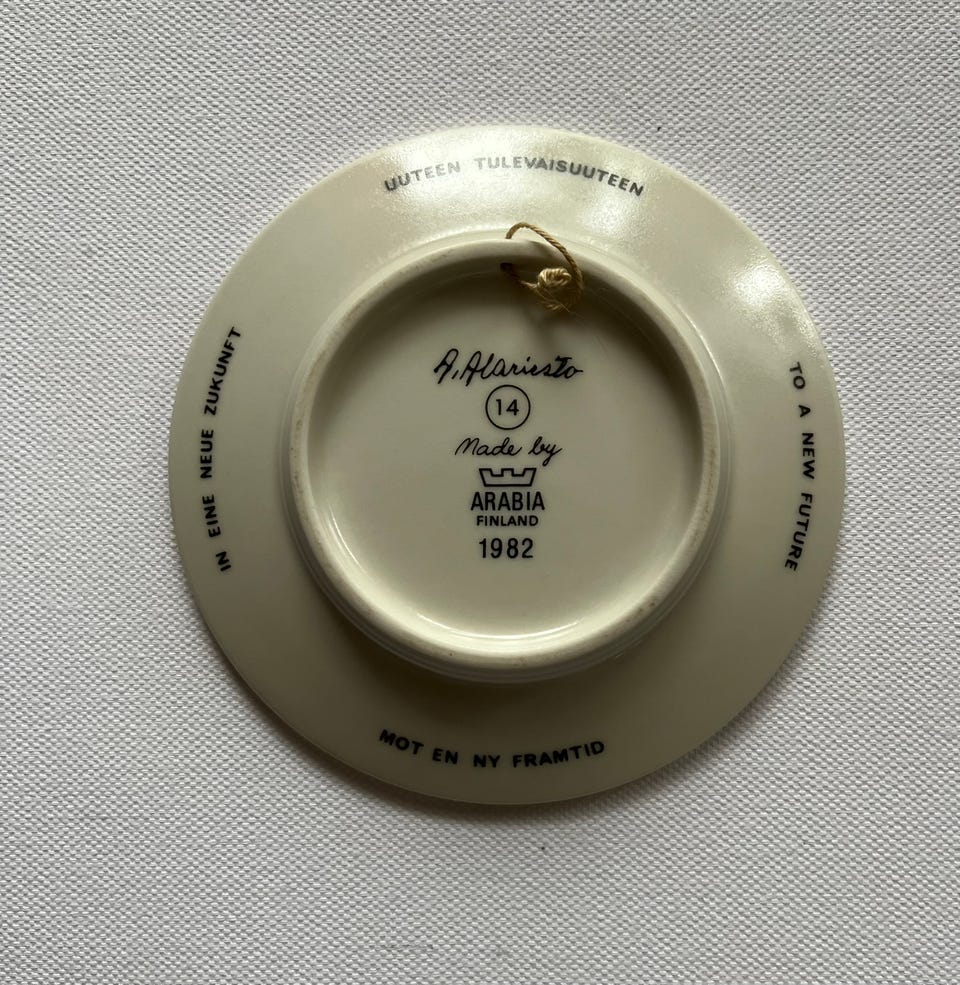 UUTEEN TULEVAISUUTEEN
TO A NEW FUTURE
MOT EN NY FRAMTID
IN EINE NEUE ZUKUNFT
A. Alariesto
14
Made by
ARABIA
FINLAND
1982